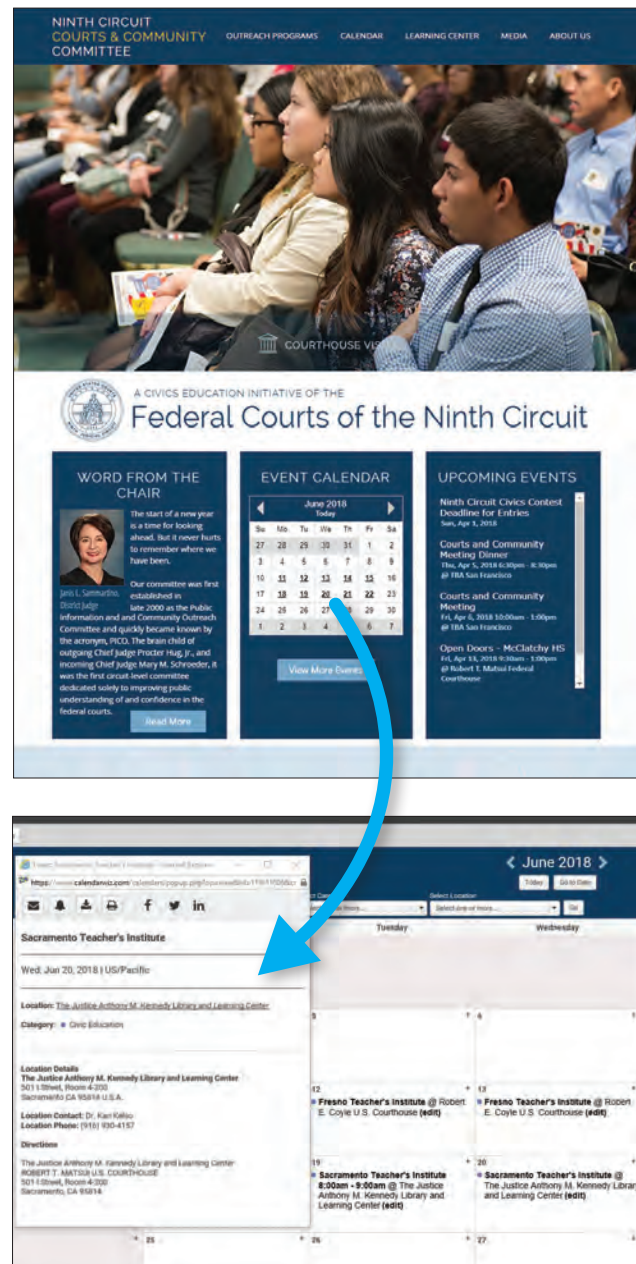 NINTH CIRCUIT
COURTS & COMMUNITY
COMMITTEE
OUTREACH PROGRAMS
CALENDAR
LEARNING CENTER
MEDIA
ABOUT US
COURTHOUSE
A CIVICS EDUCATION INITIATIVE OF THE
Federal Courts of the Ninth Circuit
WORD FROM THE
CHAIR
The start of a new year
is a time for looking
ahead. But it never hurts
to remember where we
have been.
Janis L. Sammartino,
District Judge
Our committee was first
established in
late 2000 as the Public
Information and and Community Outreach
Committee and quickly became known by
the acronym, PICO. The brain child of
outgoing Chief Judge Procter Hug, Jr., and
incoming Chief Judge Mary M. Schroeder, it
was the first circuit-level committee
dedicated solely to improving public
understanding of and confidence in the
federal courts.
Read More
EVENT CALENDAR
June 2018
Today
Su Mo Tu We Th Fr Sa
27 28 29 30 31 1 2
3 4 5 6 7 8 9
10 11 12 13 14 15 16
17 18 19 20 21 22 23
24 25 26 27 29 30
1 2 3 4 6 7
View More Events
UPCOMING EVENTS
Ninth Circuit Civics Contest
Deadline for Entries
Sun, Apr 1, 2018
Courts and Community
Meeting Dinner
Thu, Apr 5, 2018 6:30pm - 8:30pm
@ TBA San Francisco
Courts and Community
Meeting
Fri, Apr 6, 2018 10:00am - 1:00pm
@ TBA San Francisco
Open Doors - McClatchy HS
Fri, Apr 13, 2018 9:30am - 1:00pm
@ Robert T. Matsui Federal
Courthouse
June 2018
Today
Go to Date
Select Location
Select one or more...
Go
Tuesday
Wednesday
Sacramento Teacher's Institute
Wed, Jun 20, 2018 | US/Pacific
Location: The Justice Anthony M. Kennedy Library and Learning Center
Category: Civic Education
Location Details
The Justice Anthony M. Kennedy Library and Learning Center
501 I Street, Room 4-200
Sacramento CA 95814 U.S.A.
Location Contact: Dr. Kari Kelso
Location Phone: (916) 930-4157
Directions
The Justice Anthony M. Kennedy Library and Learning Center
ROBERT T. MATSUI U.S. COURTHOUSE
501 I Street, Room 4-200
Sacramento, CA 95814
5
6
12
Fresno Teacher's Institute @ Robert
E. Coyle U.S. Courthouse (edit)
13
Fresno Teacher's Institute @ Robert
E. Coyle U.S. Courthouse (edit)
19
Sacramento Teacher's Institute
8:00am - 9:00am @ The Justice
Anthony M. Kennedy Library and
Learning Center (edit)
20
Sacramento Teacher's Institute @
The Justice Anthony M. Kennedy Library
and Learning Center (edit)
25
26
27